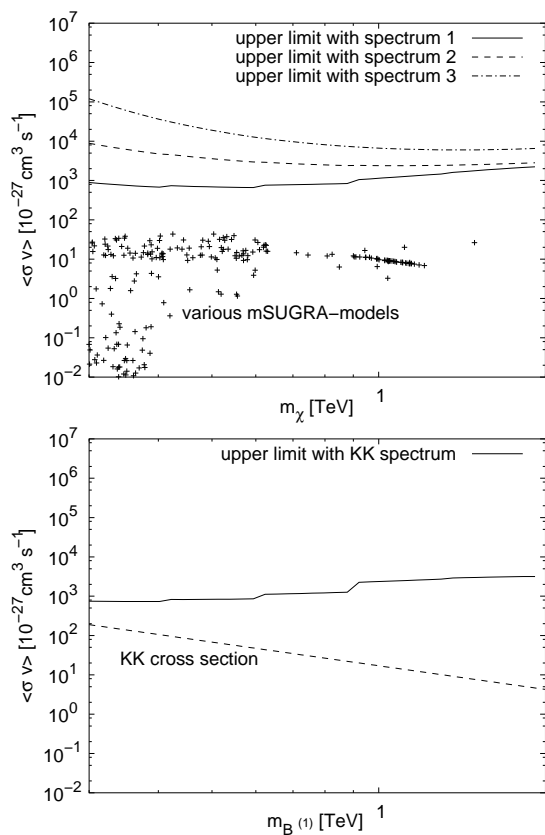 upper limit with spectrum 1
upper limit with spectrum 2
upper limit with spectrum 3
10^7
10^6
10^5
10^4
10^3
10^2
10^1
10^0
10^-1
10^-2
<σ v> [10^-27 cm^3 s^-1]
various mSUGRA-models
1
m_χ [TeV]
upper limit with KK spectrum
10^7
10^6
10^5
10^4
10^3
10^2
10^1
10^0
10^-1
10^-2
<σ v> [10^-27 cm^3 s^-1]
KK cross section
1
m_B^(1) [TeV]